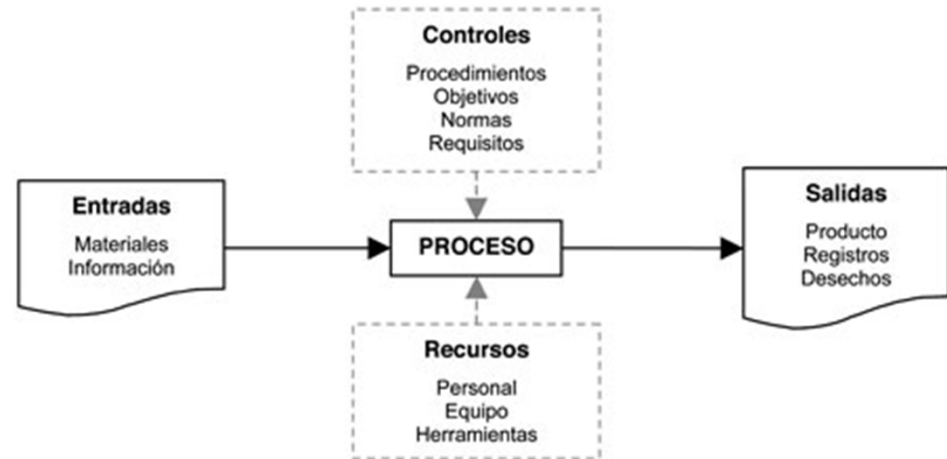 Controles
Procedimientos
Objetivos
Normas
Requisitos
Entradas
Materiales
Información
PROCESO
Salidas
Producto
Registros
Desechos
Recursos
Personal
Equipo
Herramientas